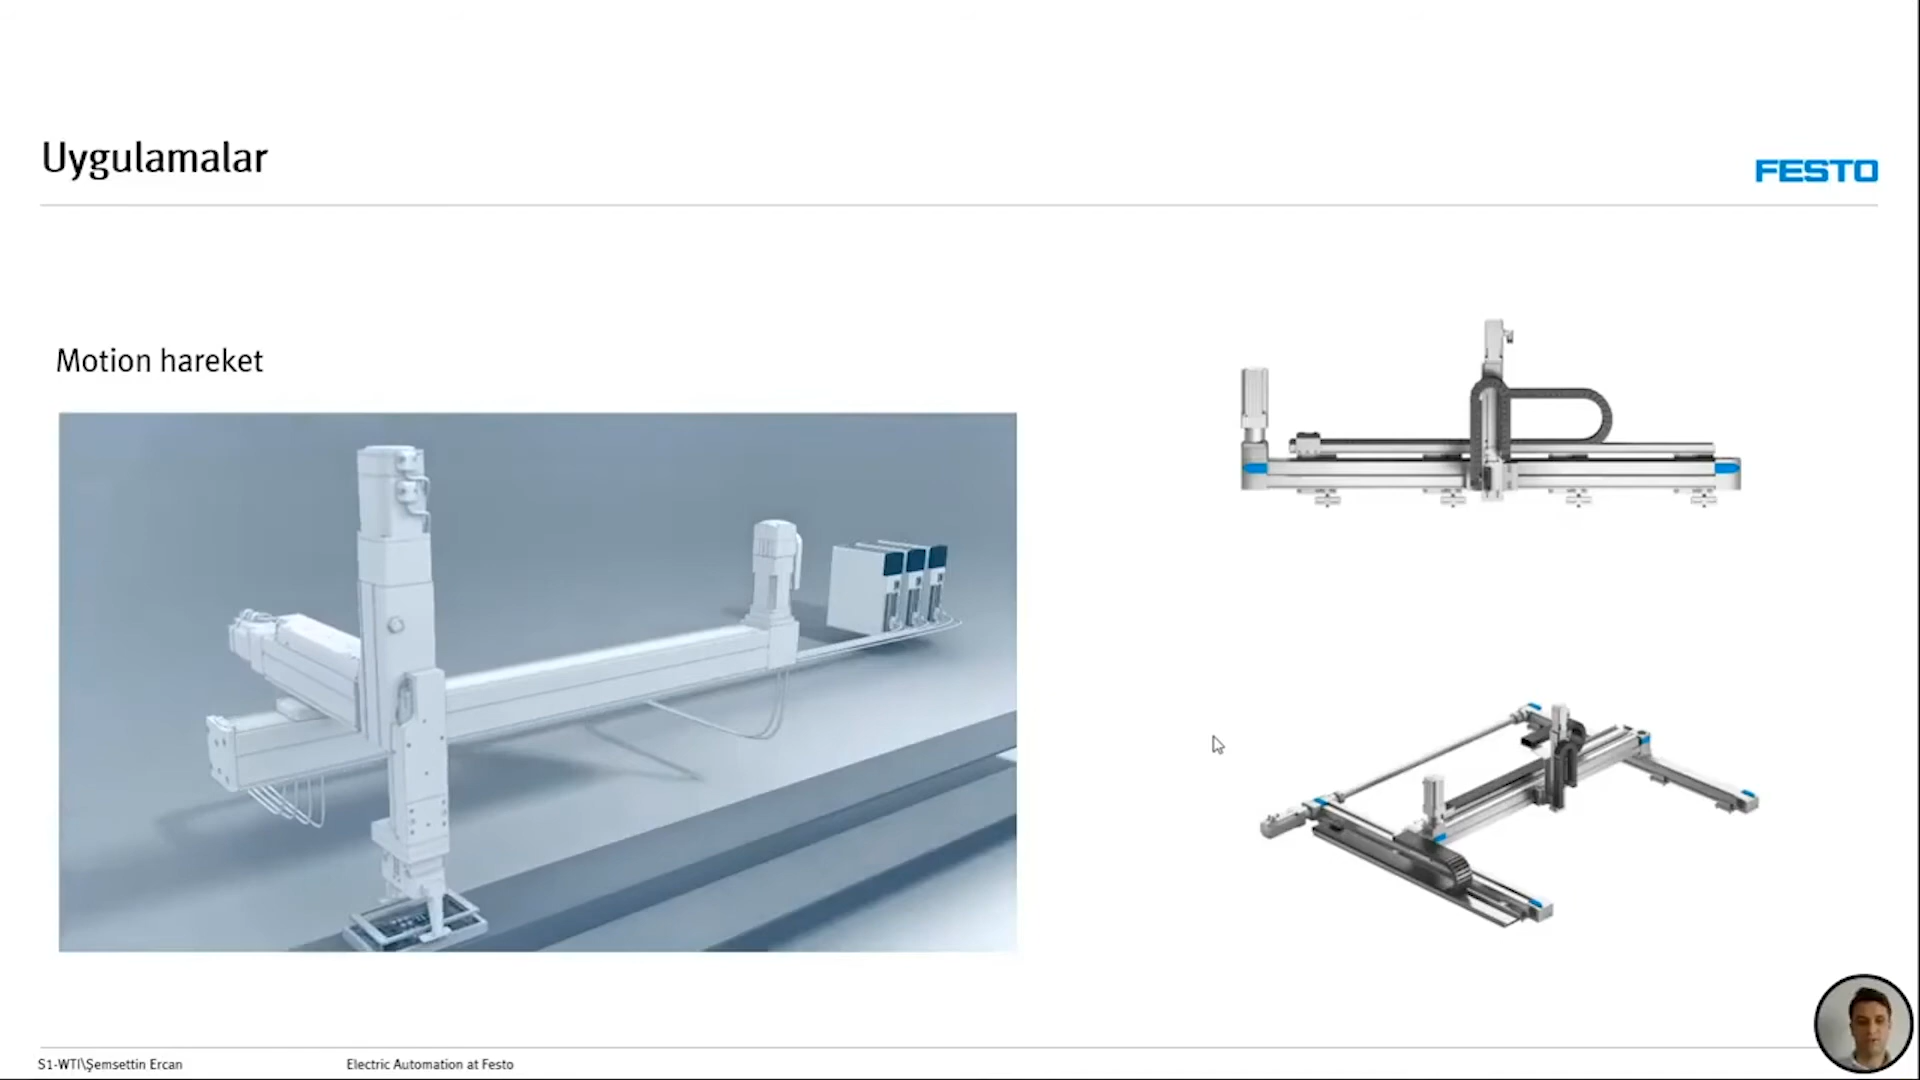 Uygulamalar
FESTO
Motion hareket
S1-WTI\Şemsettin Ercan
Electric Automation at Festo